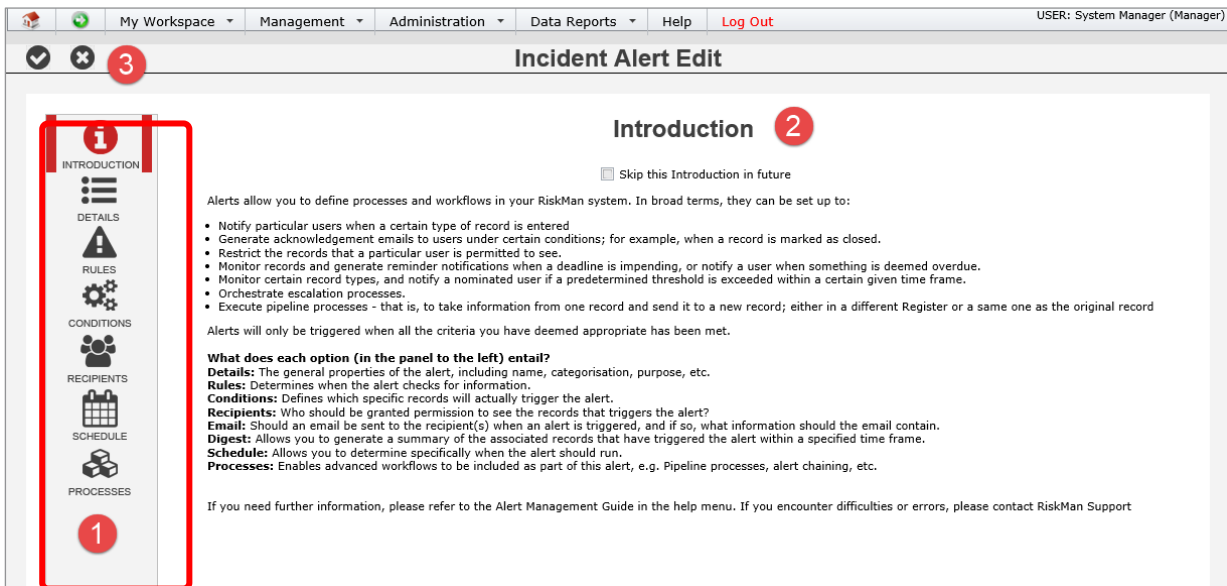 My Workspace Management Administration Data Reports Help Log Out USER: System Manager (Manager)
3 Incident Alert Edit
Introduction 2
Skip this Introduction in future
Alerts allow you to define processes and workflows in your RiskMan system. In broad terms, they can be set up to:
• Notify particular users when a certain type of record is entered
• Generate acknowledgement emails to users under certain conditions; for example, when a record is marked as closed.
• Restrict the records that a particular user is permitted to see.
• Monitor records and generate reminder notifications when a deadline is impending, or notify a user when something is deemed overdue.
• Monitor certain record types, and notify a nominated user if a predetermined threshold is exceeded within a certain given time frame.
• Orchestrate escalation processes.
• Execute pipeline processes - that is, to take information from one record and send it to a new record; either in a different Register or a same one as the original record
Alerts will only be triggered when all the criteria you have deemed appropriate has been met.
What does each option (in the panel to the left) entail?
Details: The general properties of the alert, including name, categorisation, purpose, etc.
Rules: Determines when the alert checks for information.
Conditions: Defines which specific records will actually trigger the alert.
Recipients: Who should be granted permission to see the records that triggers the alert?
Email: Should an email be sent to the recipient(s) when an alert is triggered, and if so, what information should the email contain.
Digest: Allows you to generate a summary of the associated records that have triggered the alert within a specified time frame.
Schedule: Allows you to determine specifically when the alert should run.
Processes: Enables advanced workflows to be included as part of this alert, e.g. Pipeline processes, alert chaining, etc.
If you need further information, please refer to the Alert Management Guide in the help menu. If you encounter difficulties or errors, please contact RiskMan Support
INTRODUCTION
DETAILS
RULES
CONDITIONS
RECIPIENTS
SCHEDULE
PROCESSES
1